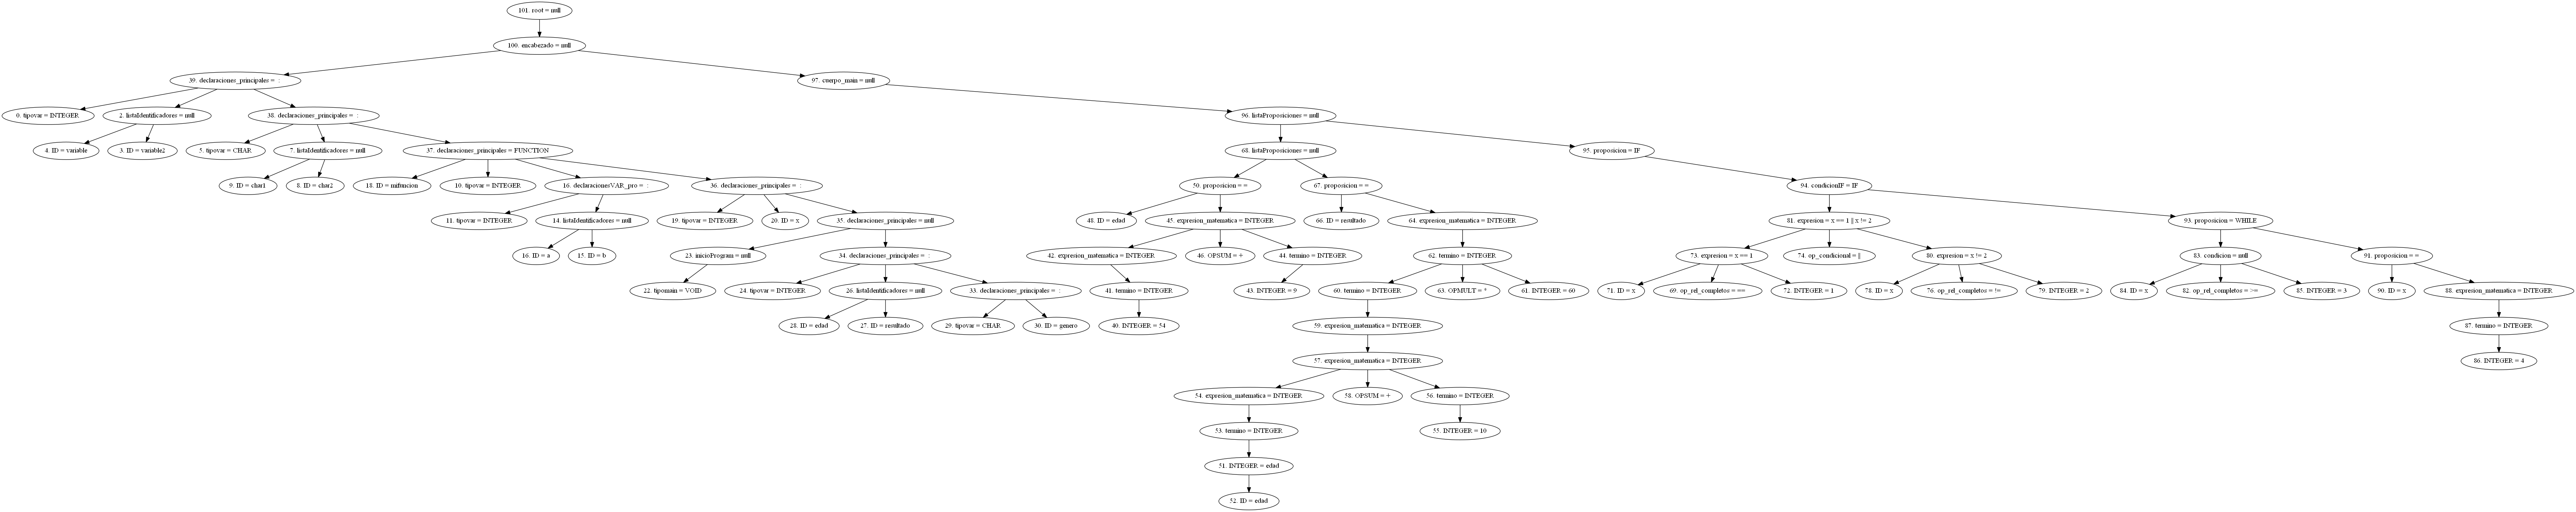 101. root = null
100. encabezado = null
39. declaraciones_principales = :
97. cuerpo_main = null
0. tipovar = INTEGER
2. listaIdentificadores = null
38. declaraciones_principales = :
96. listaProposiciones = null
4. ID = variable
3. ID = variable2
5. tipovar = CHAR
7. listaIdentificadores = null
37. declaraciones_principales = FUNCTION
68. listaProposiciones = null
95. proposicion = IF
9. ID = char1
8. ID = char2
18. ID = mifuncion
10. tipovar = INTEGER
16. declaracionesVAR_pro = :
36. declaraciones_principales = :
50. proposicion = =
67. proposicion = =
94. condicionIF = IF
11. tipovar = INTEGER
14. listaIdentificadores = null
19. tipovar = INTEGER
20. ID = x
35. declaraciones_principales = null
48. ID = edad
45. expresion_matematica = INTEGER
66. ID = resultado
64. expresion_matematica = INTEGER
81. expresion = x == 1 || x != 2
93. proposicion = WHILE
16. ID = a
15. ID = b
23. inicioProgram = null
34. declaraciones_principales = :
42. expresion_matematica = INTEGER
46. OPSUM = +
44. termino = INTEGER
62. termino = INTEGER
73. expresion = x == 1
74. op_condicional = ||
80. expresion = x != 2
83. condicion = null
91. proposicion = =
22. tipomain = VOID
24. tipovar = INTEGER
26. listaIdentificadores = null
33. declaraciones_principales = :
41. termino = INTEGER
43. INTEGER = 9
60. termino = INTEGER
63. OPMULT = *
61. INTEGER = 60
71. ID = x
69. op_rel_completos = ==
72. INTEGER = 1
78. ID = x
76. op_rel_completos = !=
79. INTEGER = 2
84. ID = x
82. op_rel_completos = >=
85. INTEGER = 3
90. ID = x
88. expresion_matematica = INTEGER
28. ID = edad
27. ID = resultado
29. tipovar = CHAR
30. ID = genero
40. INTEGER = 54
59. expresion_matematica = INTEGER
87. termino = INTEGER
57. expresion_matematica = INTEGER
86. INTEGER = 4
54. expresion_matematica = INTEGER
58. OPSUM = +
56. termino = INTEGER
53. termino = INTEGER
55. INTEGER = 10
51. INTEGER = edad
52. ID = edad